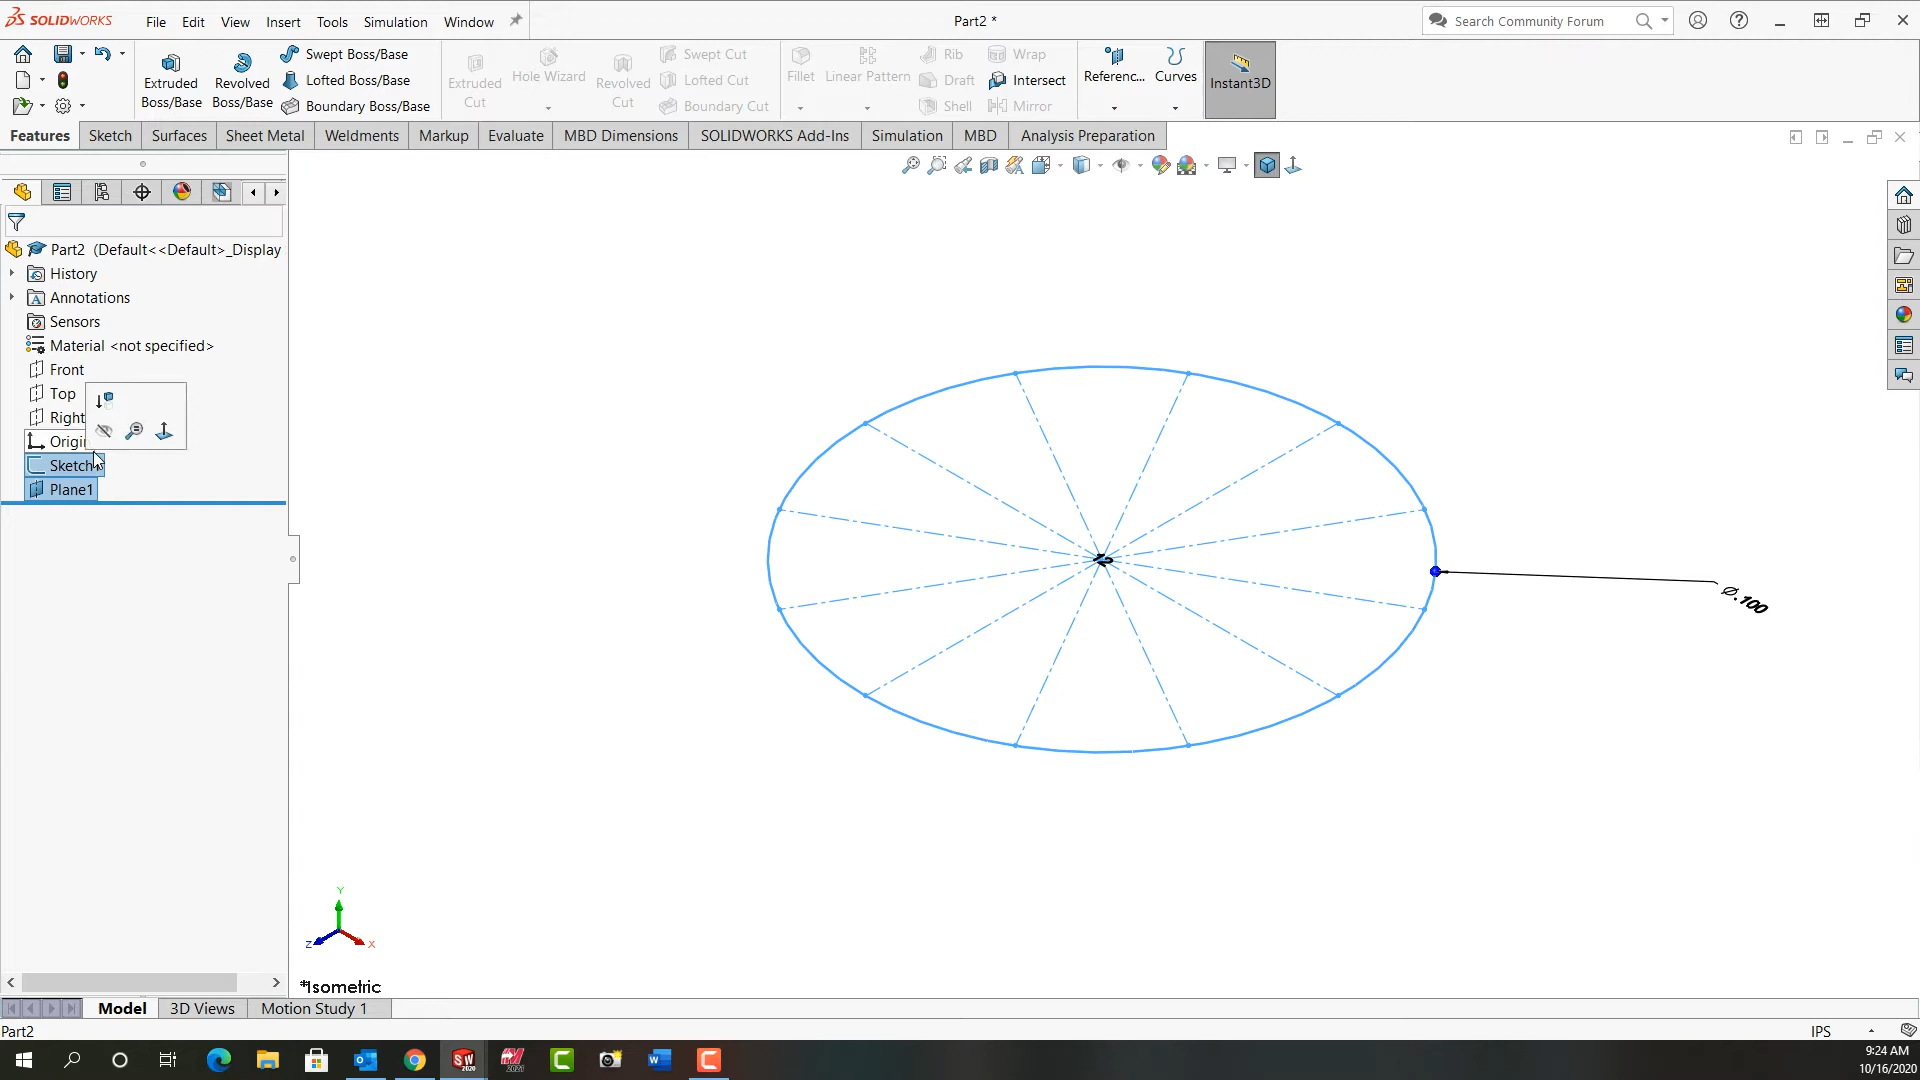 SOLIDWORKS
File Edit View Insert Tools Simulation Window
Part2 *
Search Community Forum
Extruded Boss/Base
Revolved Boss/Base
Swept Boss/Base
Lofted Boss/Base
Boundary Boss/Base
Extruded Cut
Hole Wizard
Revolved Cut
Swept Cut
Lofted Cut
Boundary Cut
Fillet
Linear Pattern
Rib
Draft
Shell
Wrap
Intersect
Mirror
Referenc...
Curves
Instant3D
Features Sketch Surfaces Sheet Metal Weldments Markup Evaluate MBD Dimensions SOLIDWORKS Add-Ins Simulation MBD Analysis Preparation
Part2 (Default<<Default>_Display
History
Annotations
Sensors
Material <not specified>
Front
Top
Right
Origi
Sketch
Plane1
∅.100
Y
Z
X
*Isometric
Model 3D Views Motion Study 1
Part2
IPS
SW
2020
2021
9:24 AM
10/16/2020